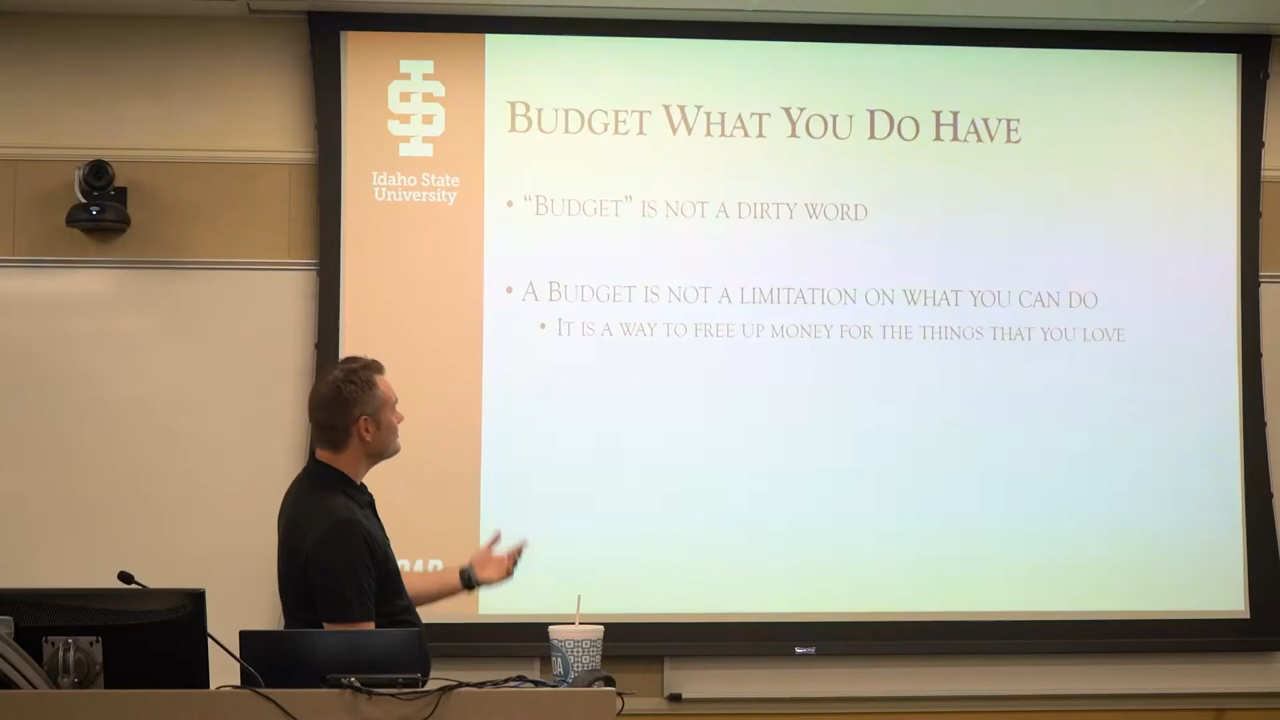 Idaho State
University
BUDGET WHAT YOU DO HAVE
• “BUDGET” IS NOT A DIRTY WORD
• A BUDGET IS NOT A LIMITATION ON WHAT YOU CAN DO
• IT IS A WAY TO FREE UP MONEY FOR THE THINGS THAT YOU LOVE